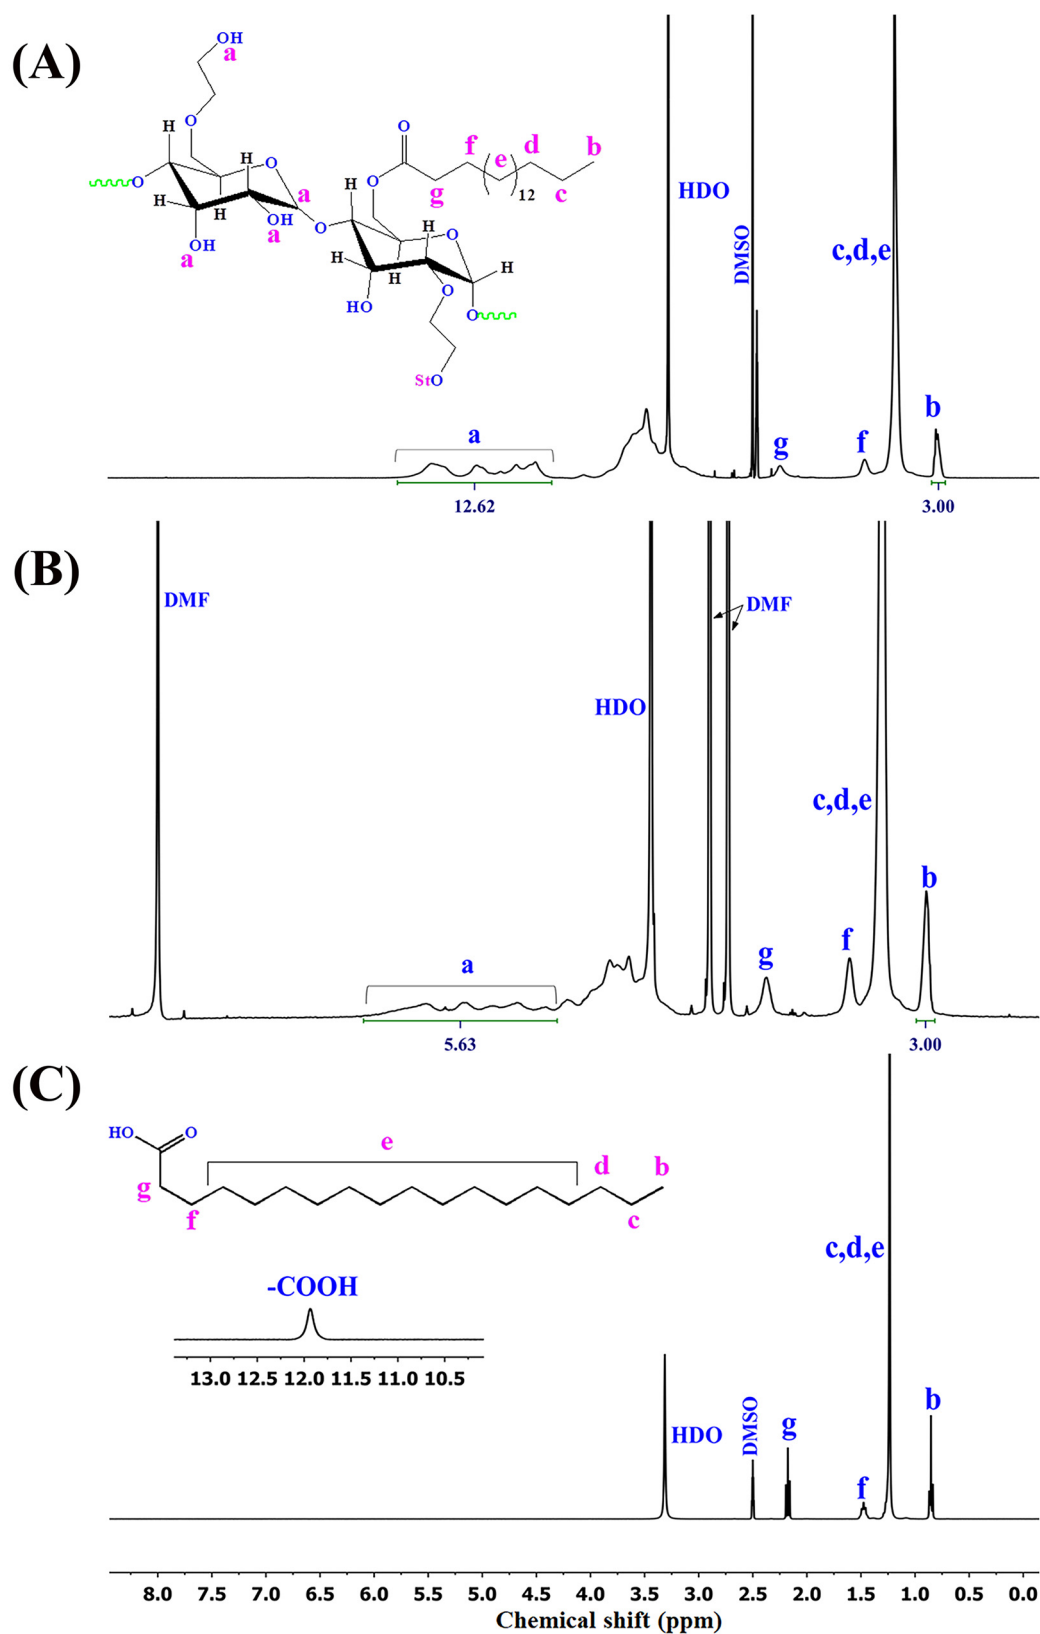 (A)
OH
a
O
H
H
O
O
H
H
OH
a
OH
a
a
O
H
O
O
f
e
d
b
g
12
c
H
O
H
H
H
HO
O
O
StO
HDO
DMSO
c,d,e
a
g
f
b
12.62
3.00
(B)
DMF
DMF
HDO
c,d,e
a
g
f
b
5.63
3.00
(C)
HO
O
e
g
f
d
b
c
-COOH
13.0 12.5 12.0 11.5 11.0 10.5
c,d,e
HDO
DMSO
g
f
b
8.0 7.5 7.0 6.5 6.0 5.5 5.0 4.5 4.0 3.5 3.0 2.5 2.0 1.5 1.0 0.5 0.0
Chemical shift (ppm)